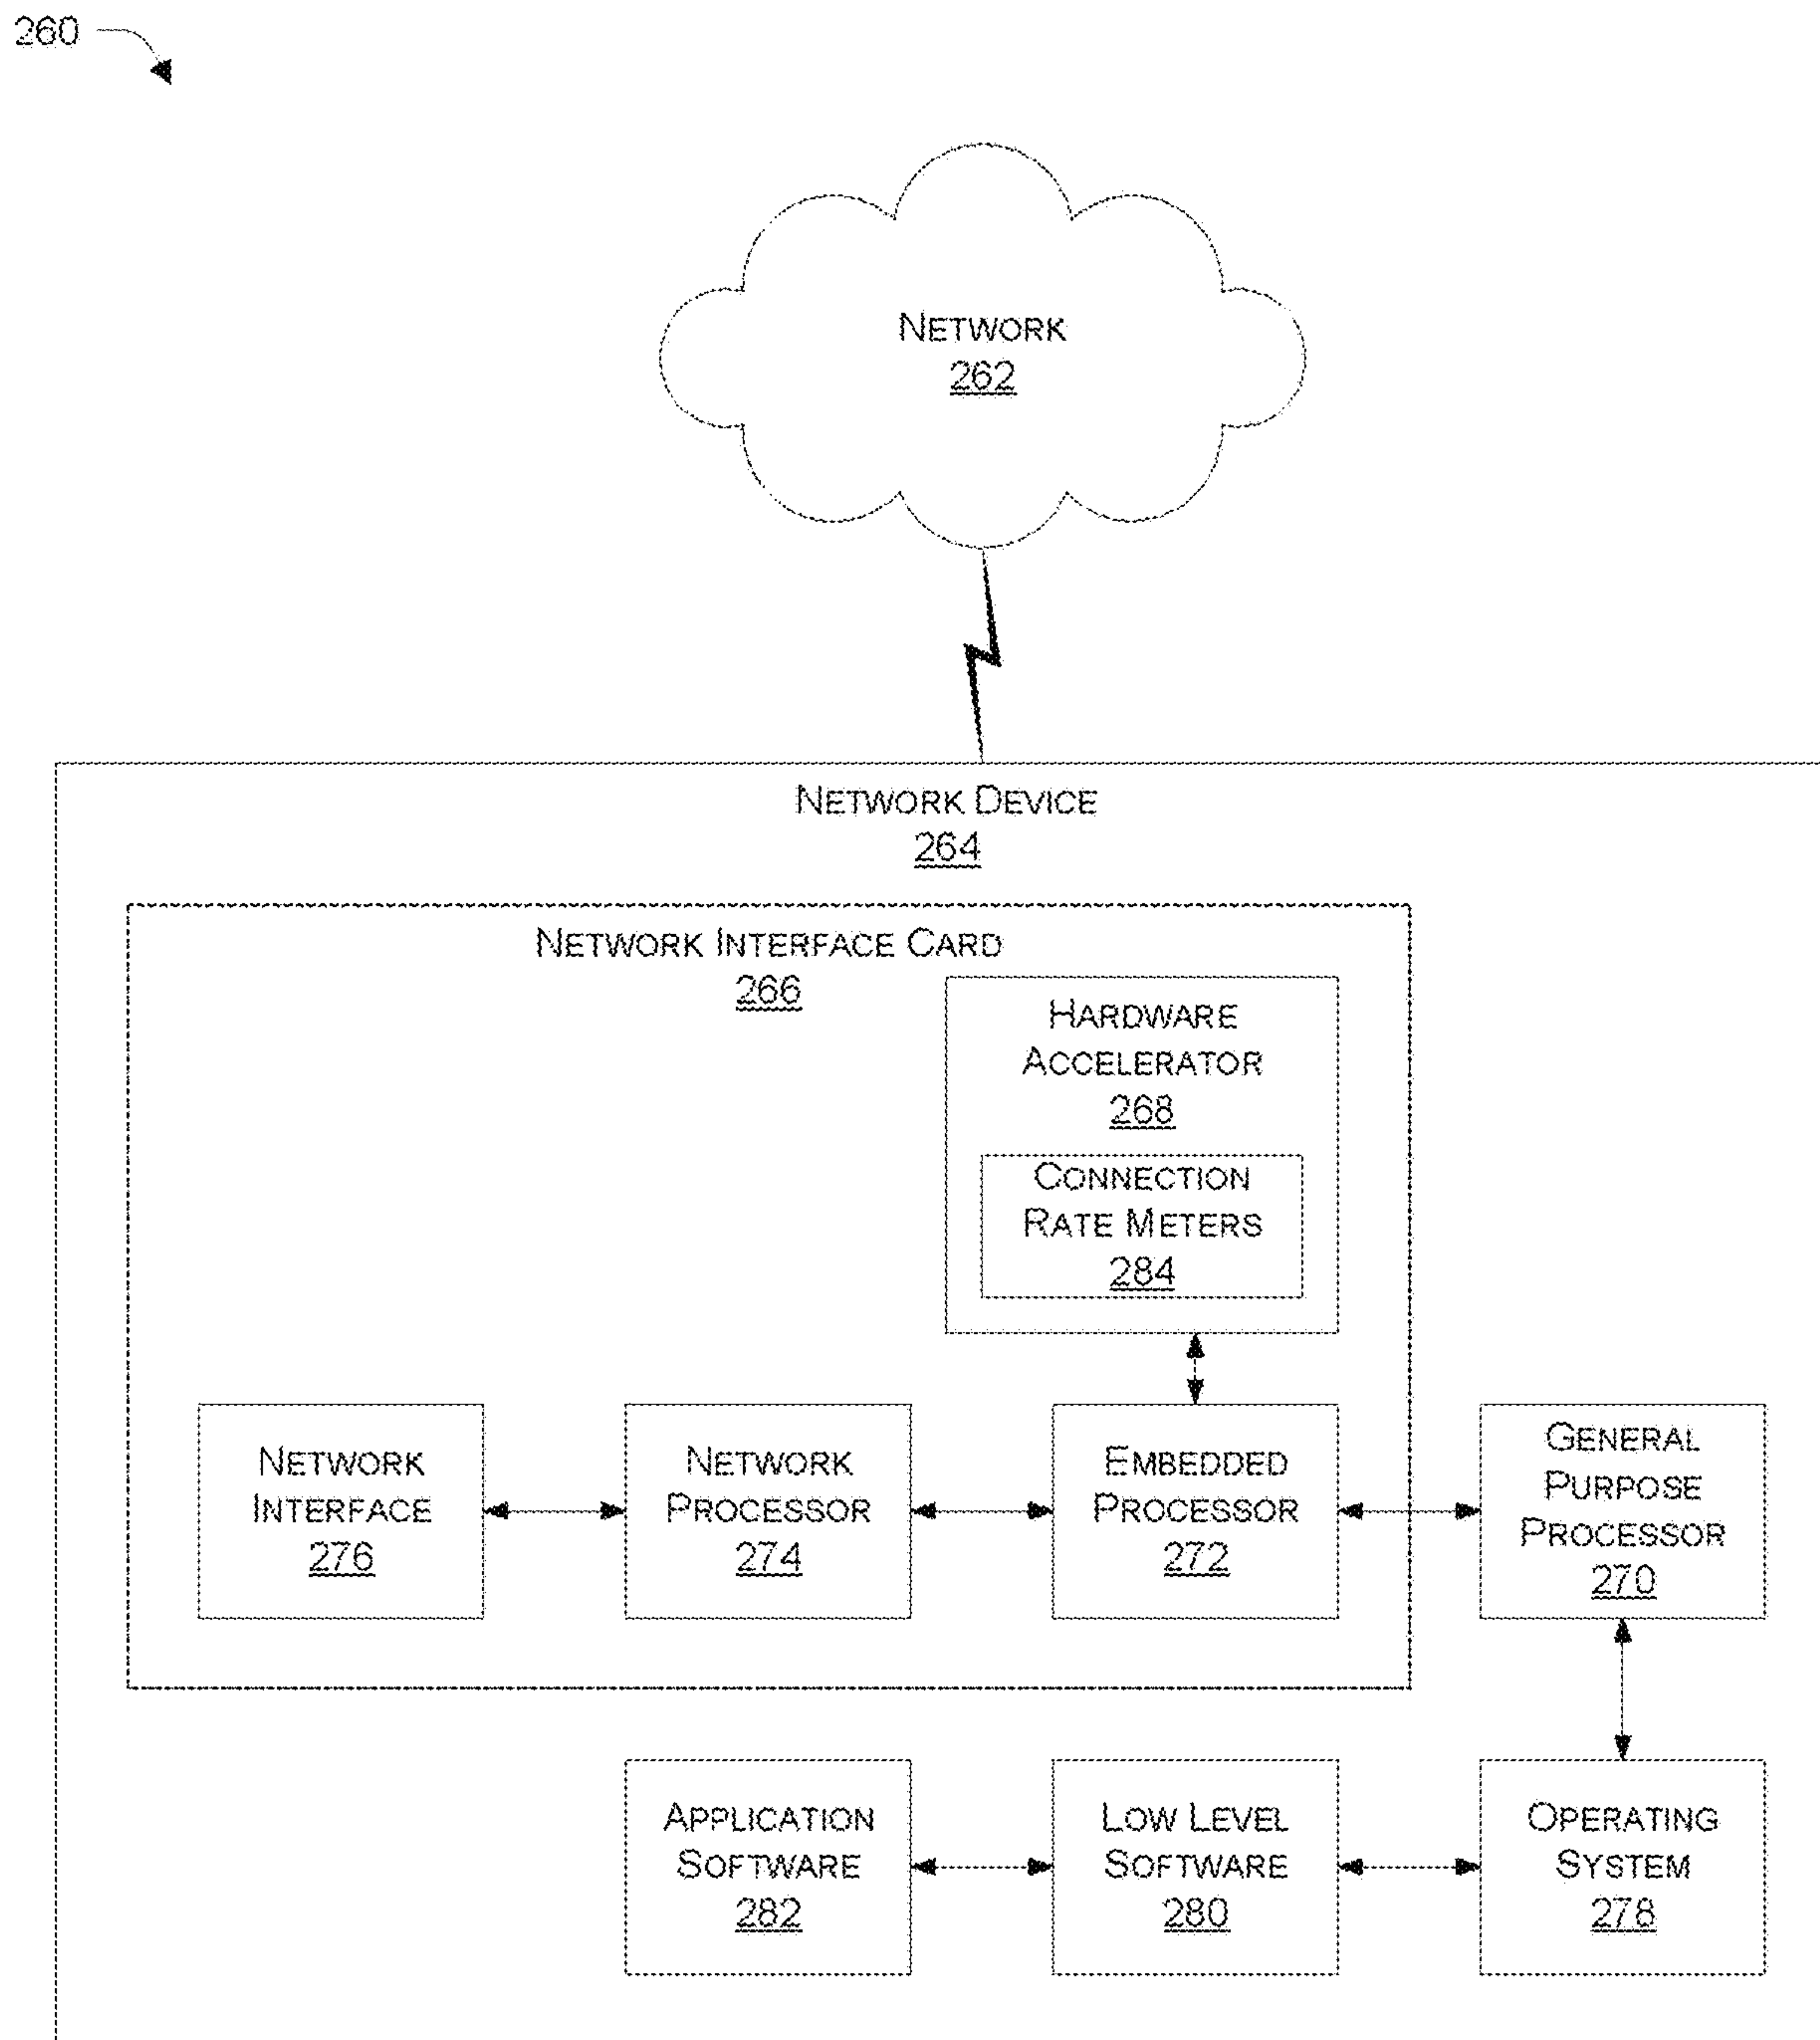 260
NETWORK
262
NETWORK DEVICE
264
NETWORK INTERFACE CARD
266
HARDWARE
ACCELERATOR
268
CONNECTION
RATE METERS
284
NETWORK
INTERFACE
276
NETWORK
PROCESSOR
274
EMBEDDED
PROCESSOR
272
GENERAL
PURPOSE
PROCESSOR
270
APPLICATION
SOFTWARE
282
LOW LEVEL
SOFTWARE
280
OPERATING
SYSTEM
278